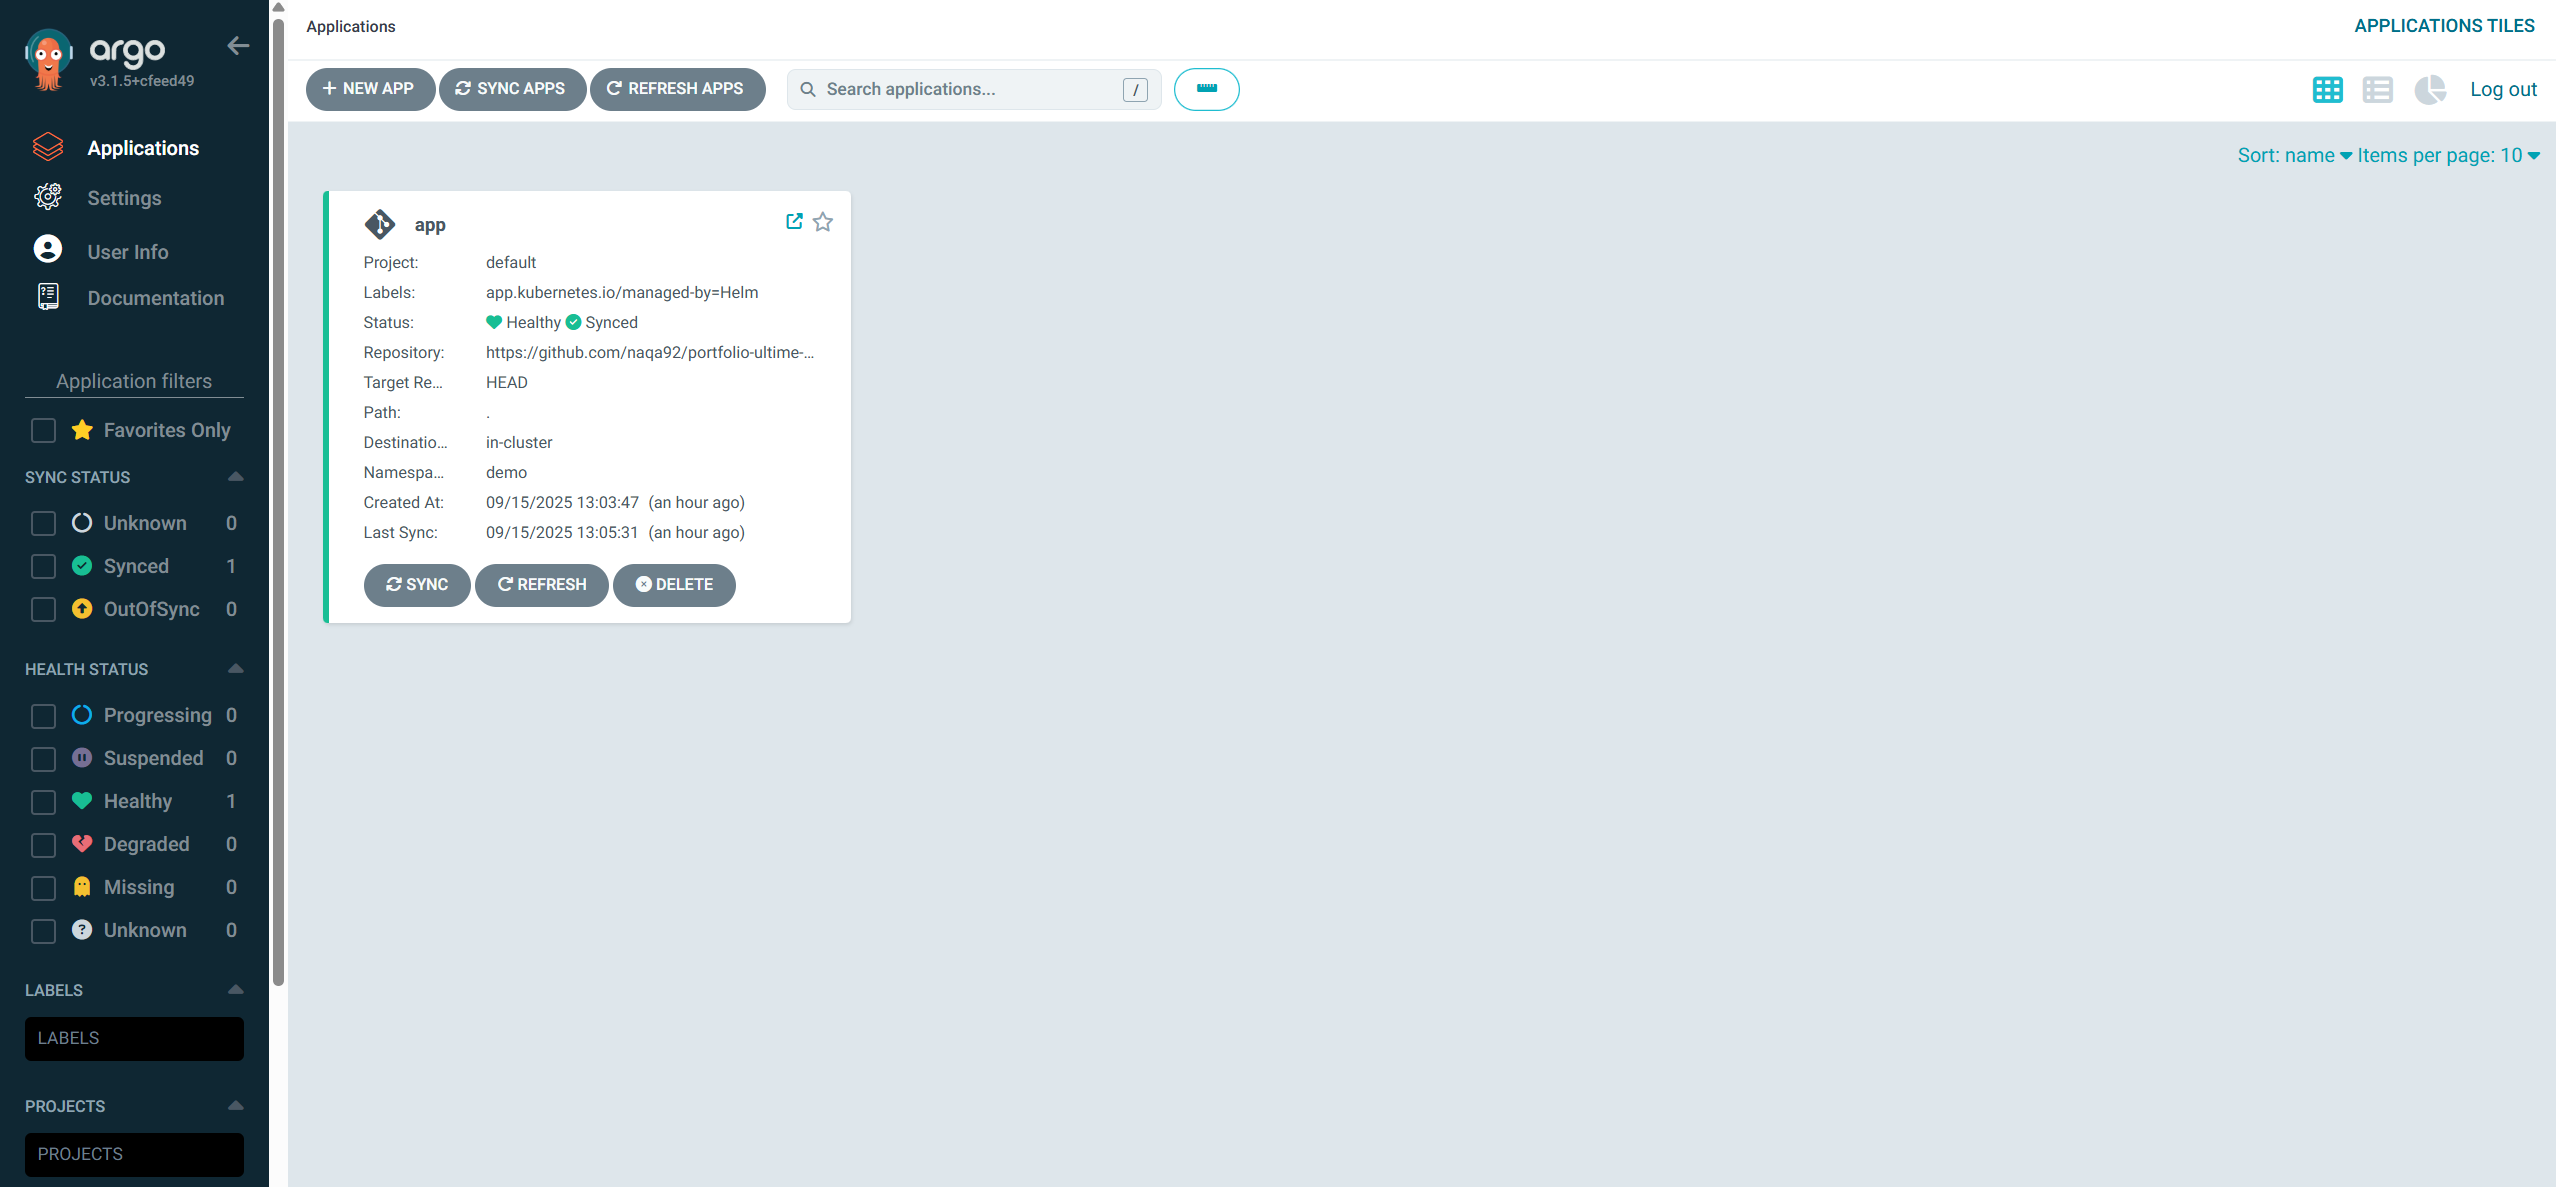 argo
v3.1.5+cfeed49
Applications
Settings
User Info
Documentation
Application filters
Favorites Only
SYNC STATUS
Unknown 0
Synced 1
OutOfSync 0
HEALTH STATUS
Progressing 0
Suspended 0
Healthy 1
Degraded 0
Missing 0
Unknown 0
LABELS
LABELS
PROJECTS
PROJECTS
Applications
APPLICATIONS TILES
NEW APP SYNC APPS REFRESH APPS Search applications... / Log out
Sort: name Items per page: 10
app
Project: default
Labels: app.kubernetes.io/managed-by=Helm
Status: Healthy Synced
Repository: https://github.com/naqa92/portfolio-ultime-...
Target Re... HEAD
Path: .
Destinatio... in-cluster
Namespa... demo
Created At: 09/15/2025 13:03:47 (an hour ago)
Last Sync: 09/15/2025 13:05:31 (an hour ago)
SYNC REFRESH DELETE